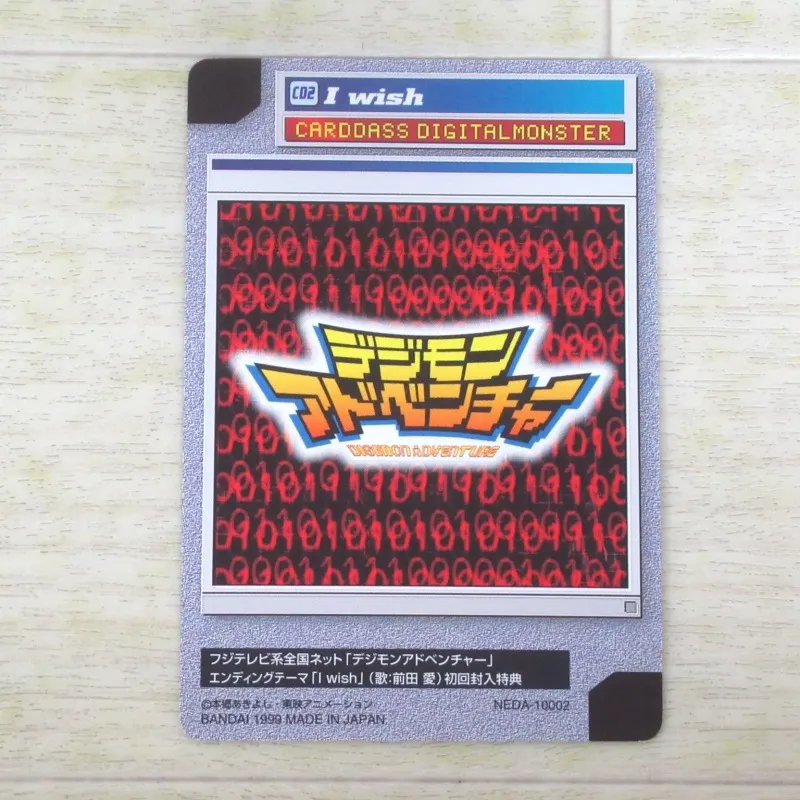 CD2 I wish
CARDDASS DIGITALMONSTER
デジモン
アドベンチャー
DIGIMON ADVENTURE
フジテレビ系全国ネット「デジモンアドベンチャー」
エンディングテーマ「I wish」(歌:前田 愛)初回封入特典
©本郷あきよし・東映アニメーション
BANDAI 1999 MADE IN JAPAN
NEDA-10002